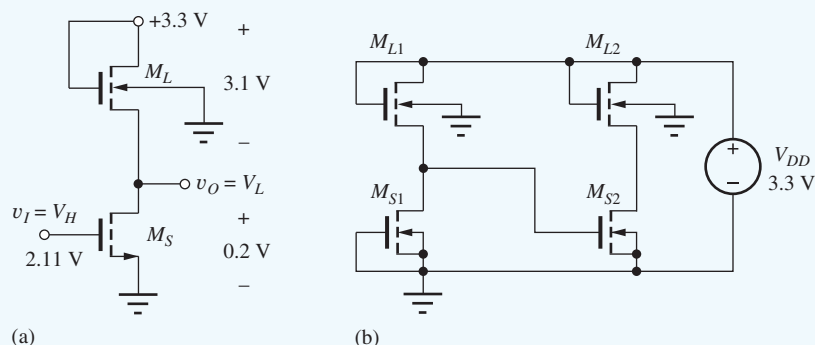 +3.3 V
+
M_L
3.1 V
–
v_O = V_L
v_I = V_H
2.11 V
M_S
+
0.2 V
–
(a)
M_L1
M_L2
M_S1
M_S2
+
–
V_DD
3.3 V
(b)